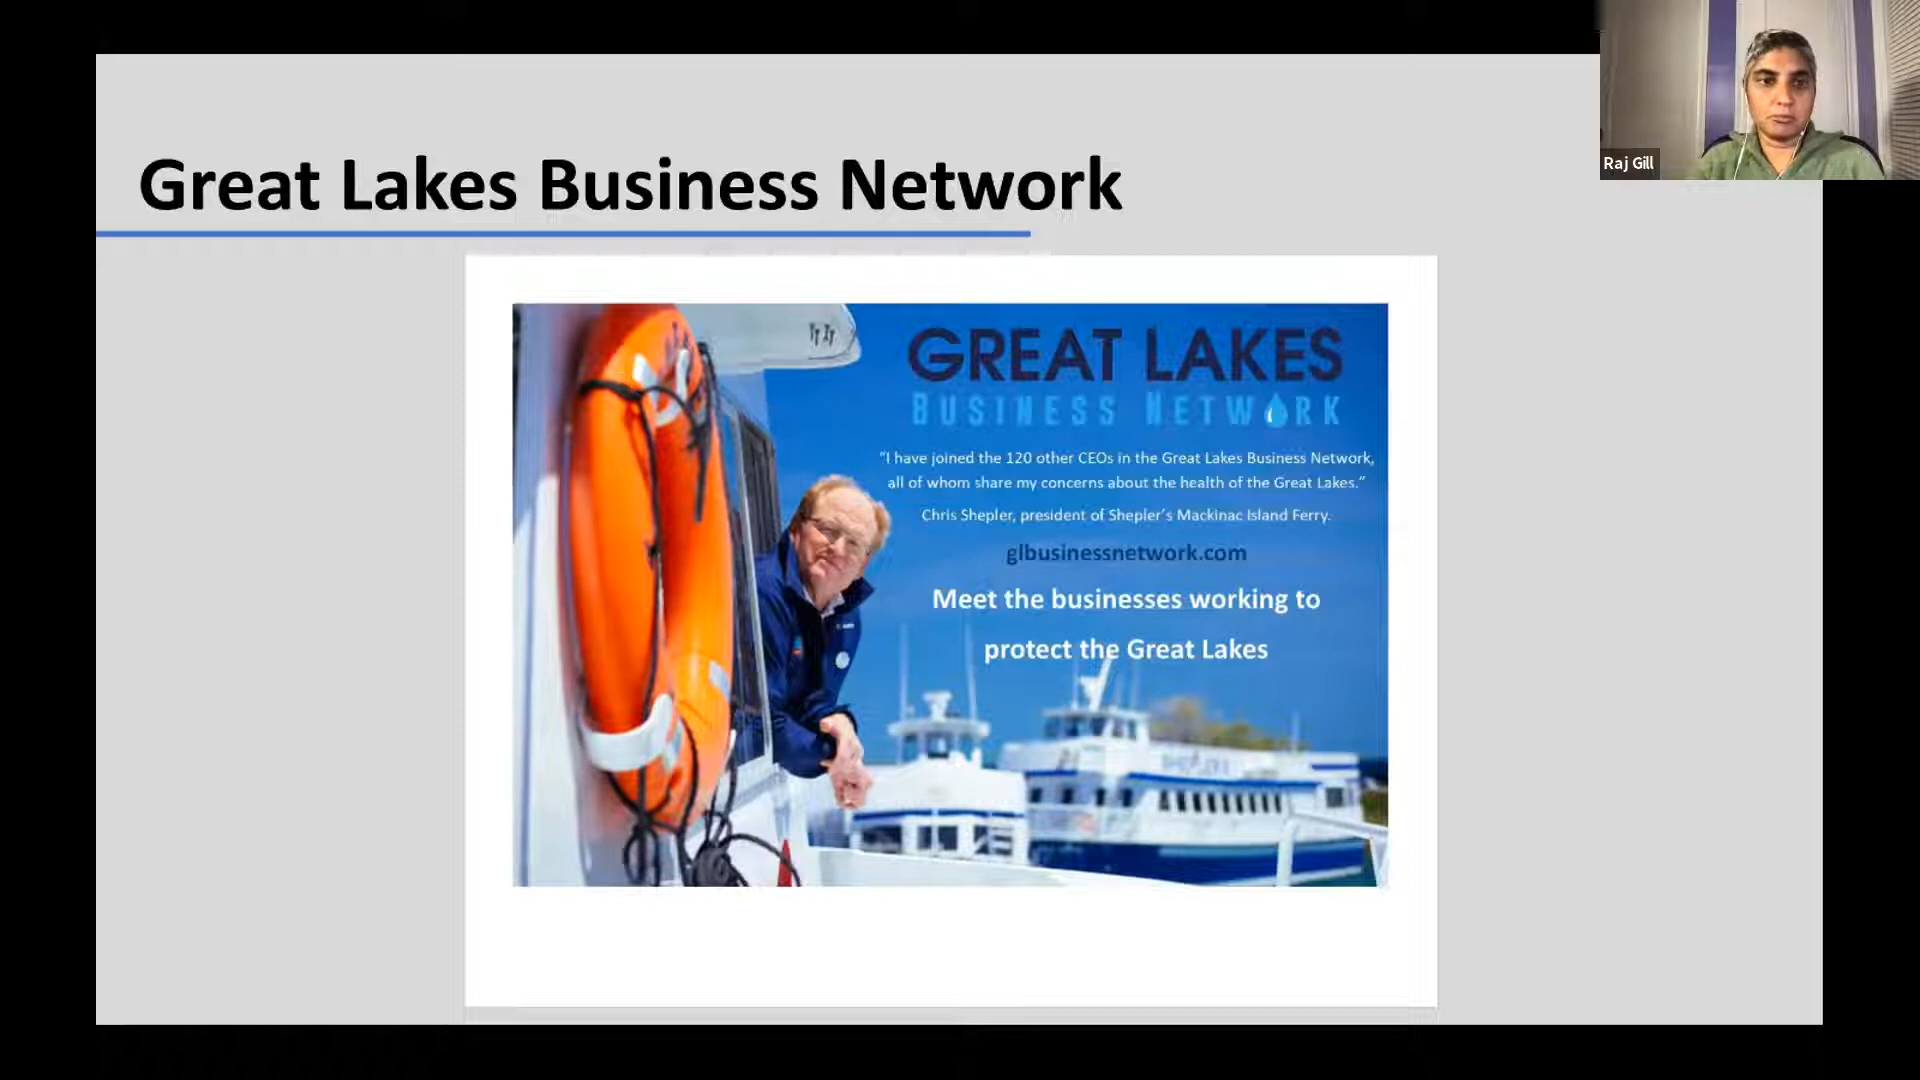 Great Lakes Business Network
Raj Gill
GREAT LAKES
BUSINESS NETWORK
“I have joined the 120 other CEOs in the Great Lakes Business Network,
all of whom share my concerns about the health of the Great Lakes.”
Chris Shepler, president of Shepler’s Mackinac Island Ferry.
glbusinessnetwork.com
Meet the businesses working to
protect the Great Lakes